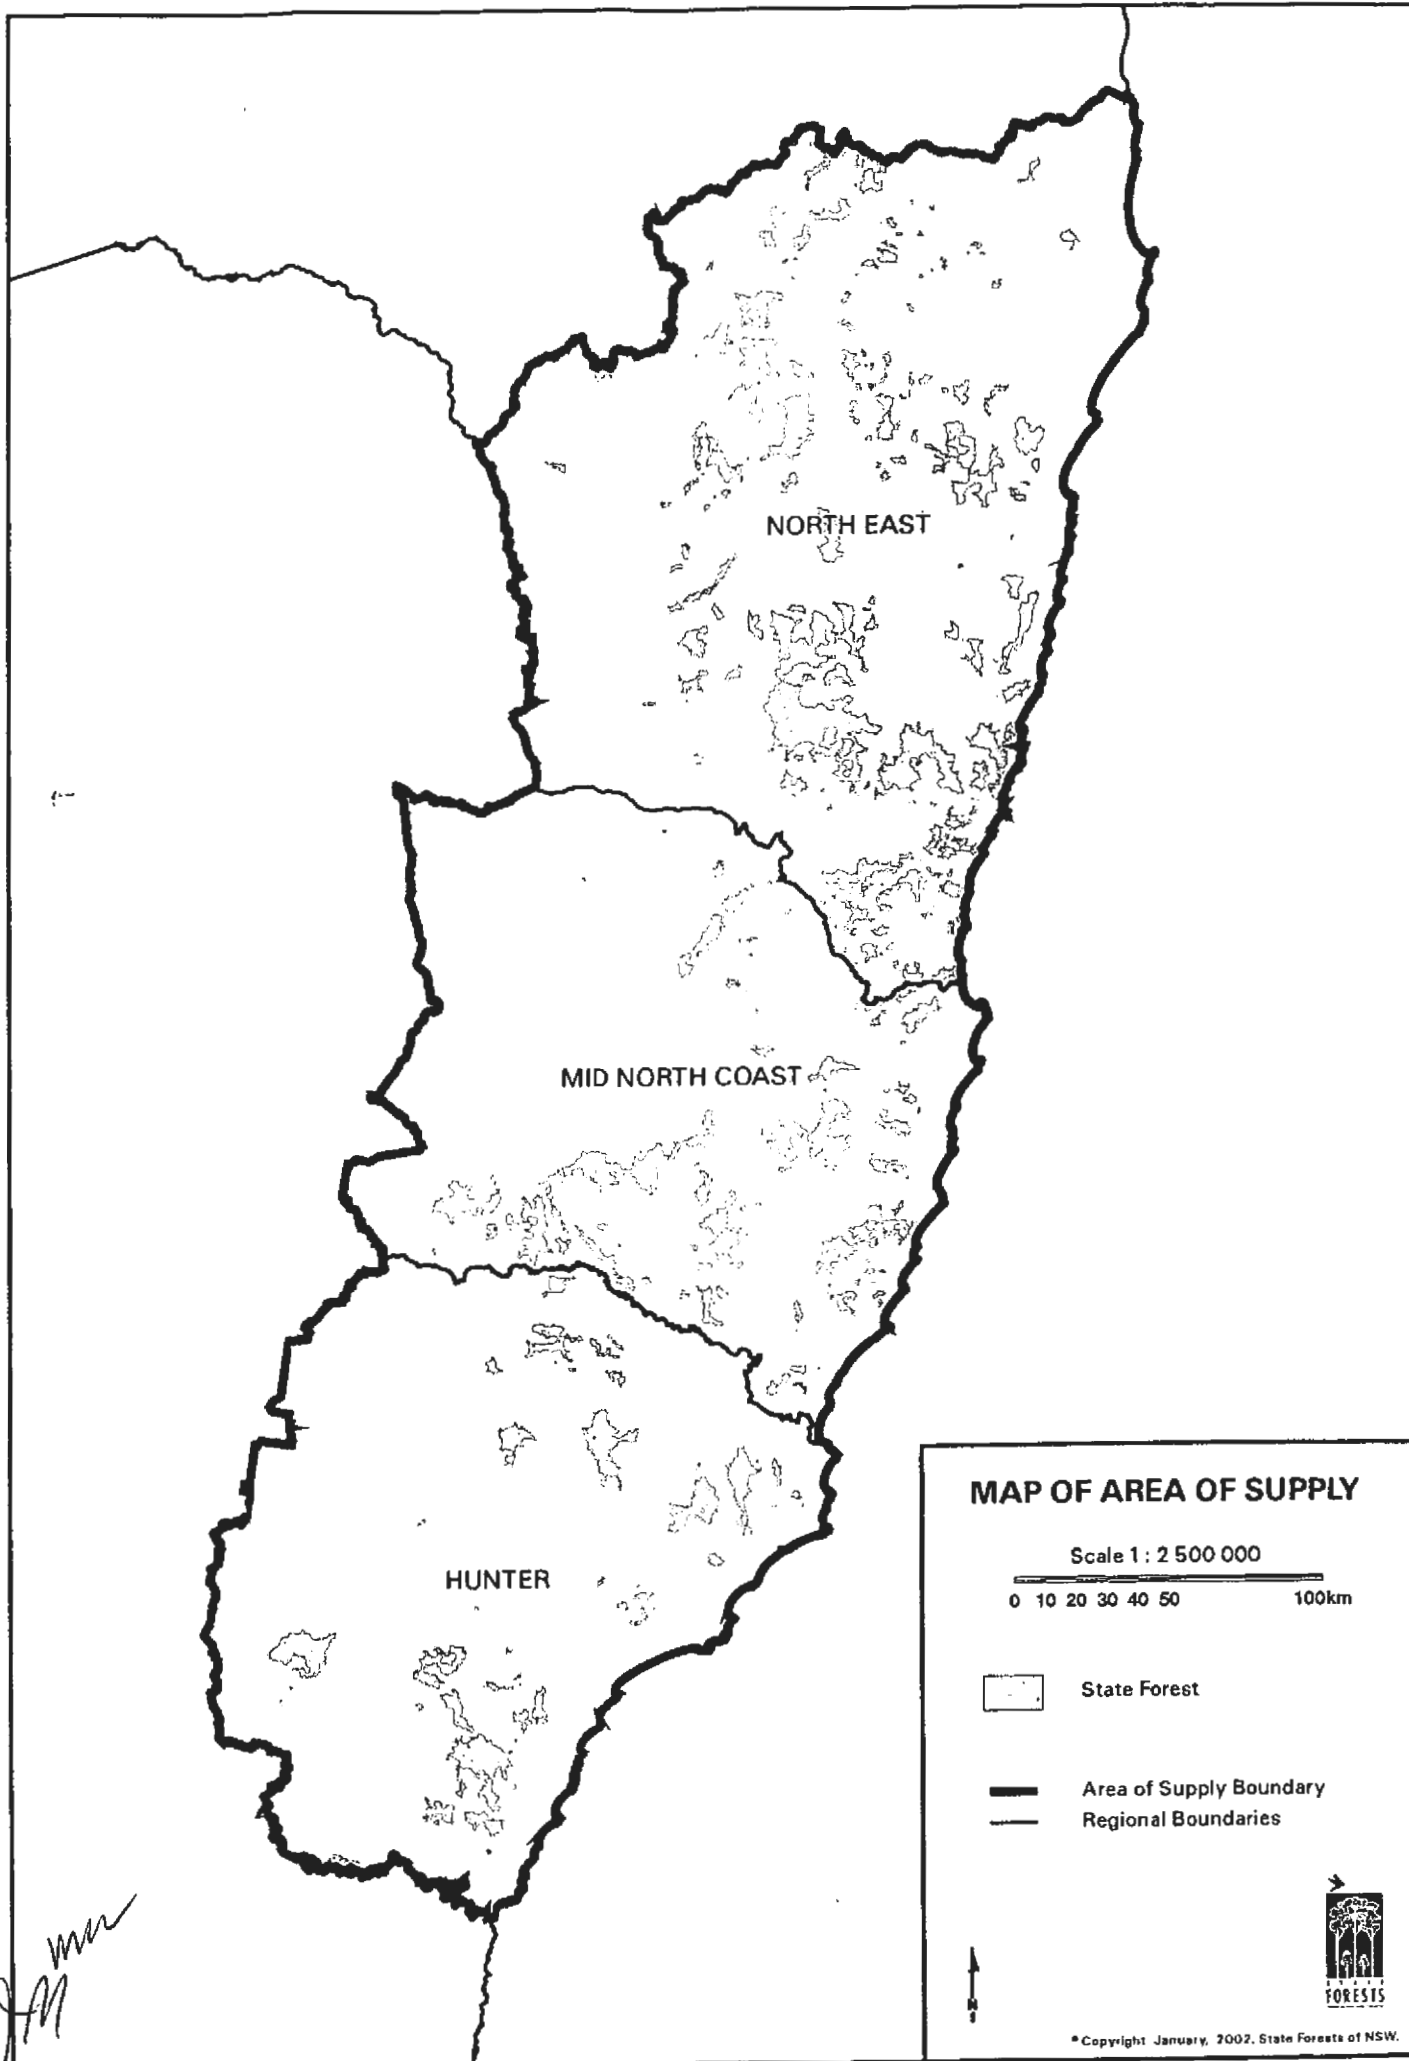 NORTH EAST
MID NORTH COAST
HUNTER
MAP OF AREA OF SUPPLY
Scale 1 : 2 500 000
0 10 20 30 40 50 100km
State Forest
Area of Supply Boundary
Regional Boundaries
N
STATE
FORESTS
Copyright January, 2002. State Forests of NSW.